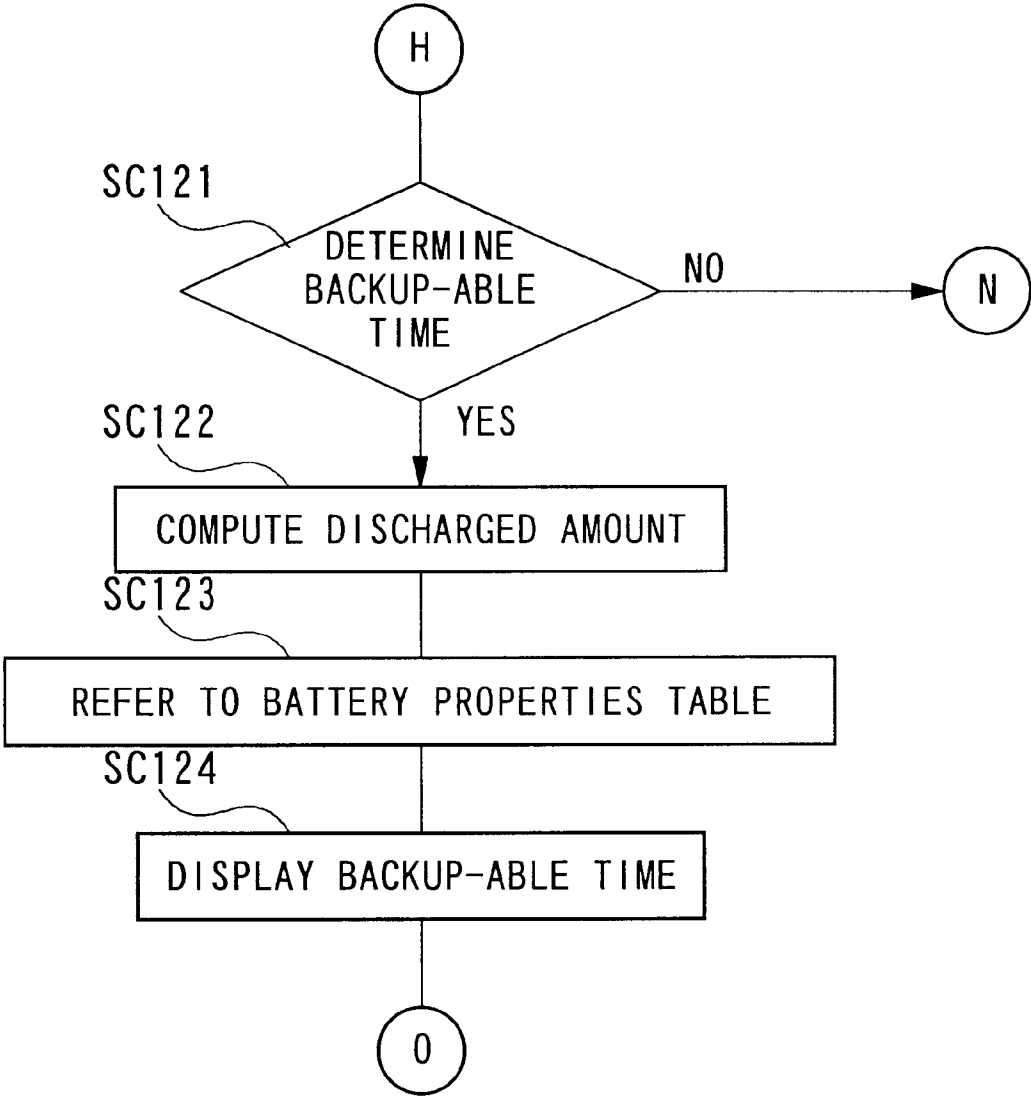 H
SC121
DETERMINE
BACKUP-ABLE
TIME
NO
N
YES
SC122
COMPUTE DISCHARGED AMOUNT
SC123
REFER TO BATTERY PROPERTIES TABLE
SC124
DISPLAY BACKUP-ABLE TIME
O